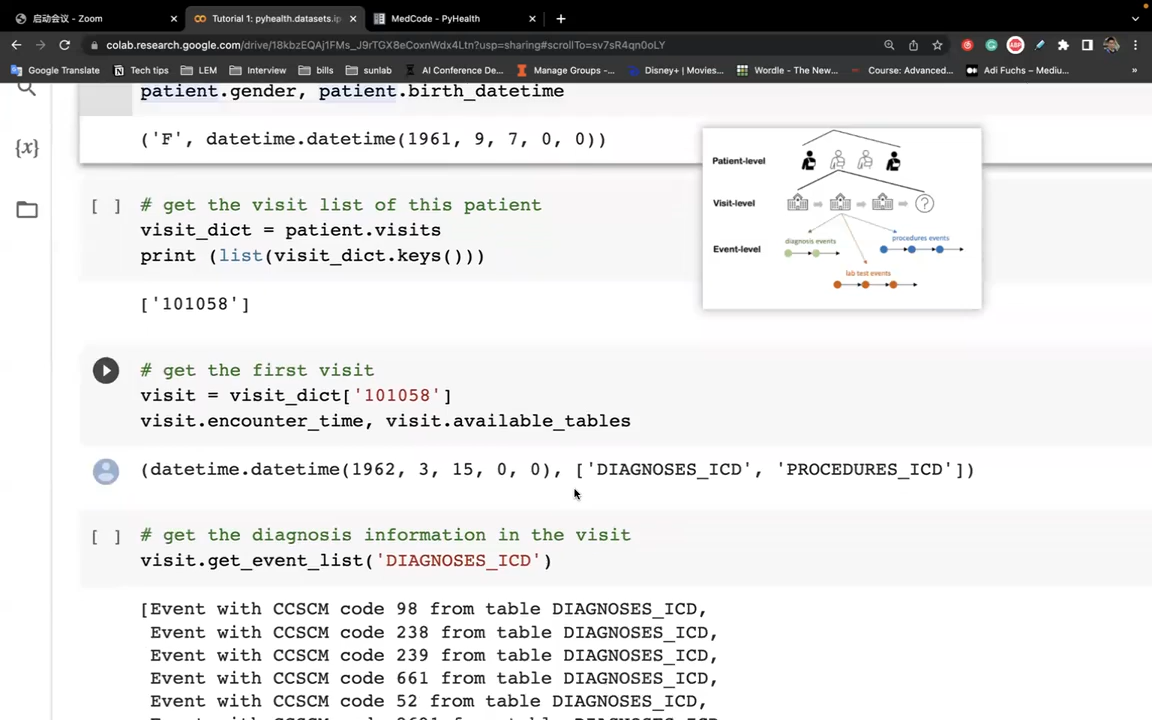 启动会议 - Zoom
Tutorial 1: pyhealth.datasets.ip
MedCode - PyHealth
colab.research.google.com/drive/18kbzEQAj1FMs_J9rTGX8eCoxnWdx4Ltn?usp=sharing#scrollTo=sv7sR4qn0oLY
Google Translate
Tech tips
LEM
Interview
bills
sunlab
AI Conference De...
Manage Groups -...
Disney+ | Movies...
Wordle - The New...
Course: Advanced...
Adi Fuchs – Mediu...
»
patient.gender, patient.birth_datetime
('F', datetime.datetime(1961, 9, 7, 0, 0))
{x}
[ ] # get the visit list of this patient
visit_dict = patient.visits
print (list(visit_dict.keys()))
['101058']
Patient-level
Visit-level
?
Event-level
diagnosis events
procedures events
lab test events
# get the first visit
visit = visit_dict['101058']
visit.encounter_time, visit.available_tables
(datetime.datetime(1962, 3, 15, 0, 0), ['DIAGNOSES_ICD', 'PROCEDURES_ICD'])
[ ] # get the diagnosis information in the visit
visit.get_event_list('DIAGNOSES_ICD')
[Event with CCSCM code 98 from table DIAGNOSES_ICD,
Event with CCSCM code 238 from table DIAGNOSES_ICD,
Event with CCSCM code 239 from table DIAGNOSES_ICD,
Event with CCSCM code 661 from table DIAGNOSES_ICD,
Event with CCSCM code 52 from table DIAGNOSES_ICD,